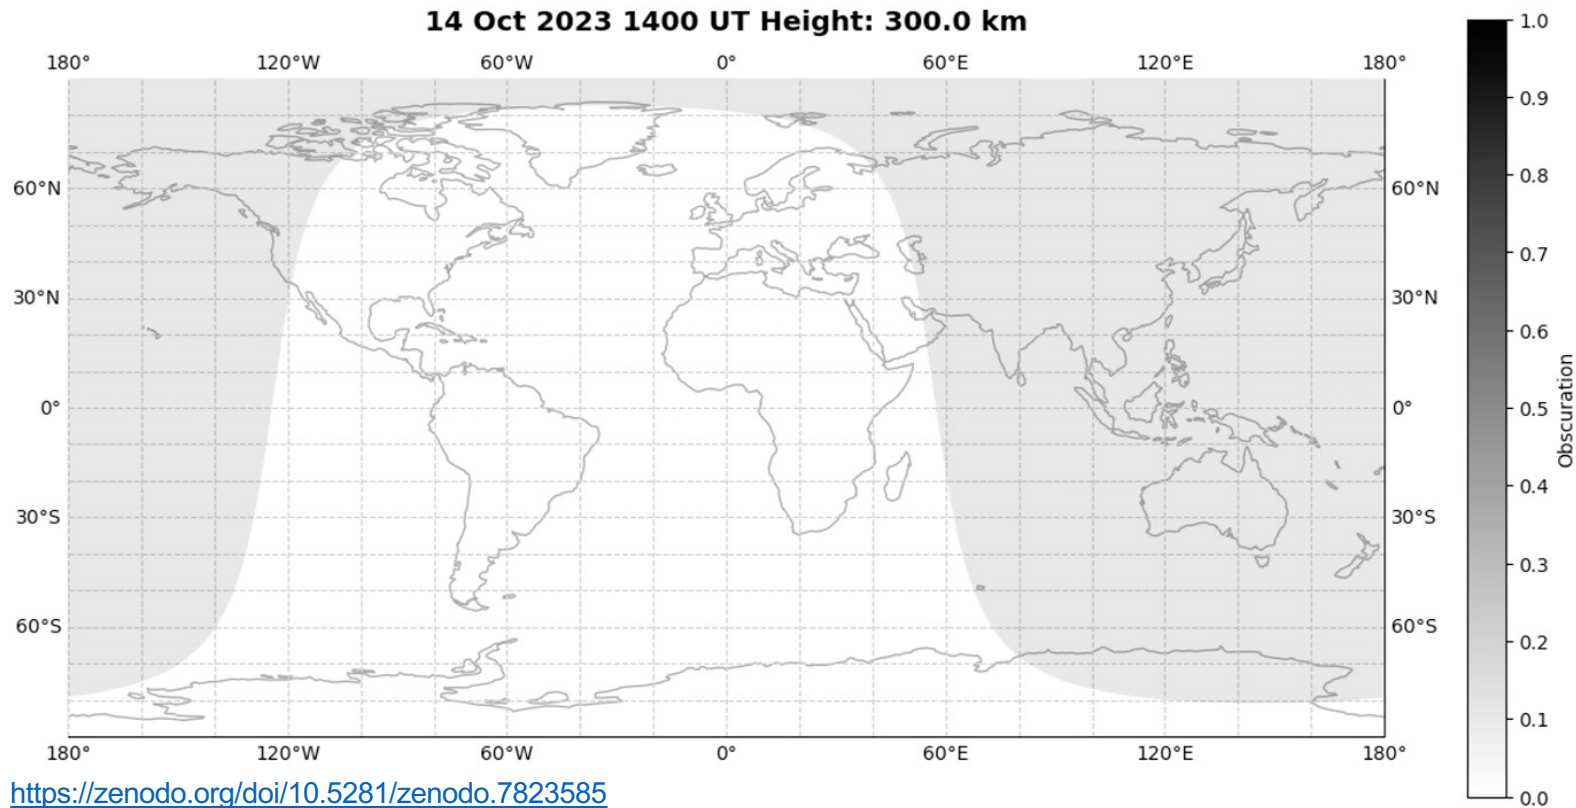 14 Oct 2023 1400 UT Height: 300.0 km
180° 120°W 60°W 0° 60°E 120°E 180°
60°N 60°N
30°N 30°N
0° 0°
30°S 30°S
60°S 60°S
180° 120°W 60°W 0° 60°E 120°E 180°
1.0
0.9
0.8
0.7
0.6
0.5
0.4
0.3
0.2
0.1
0.0
Obscuration
https://zenodo.org/doi/10.5281/zenodo.7823585